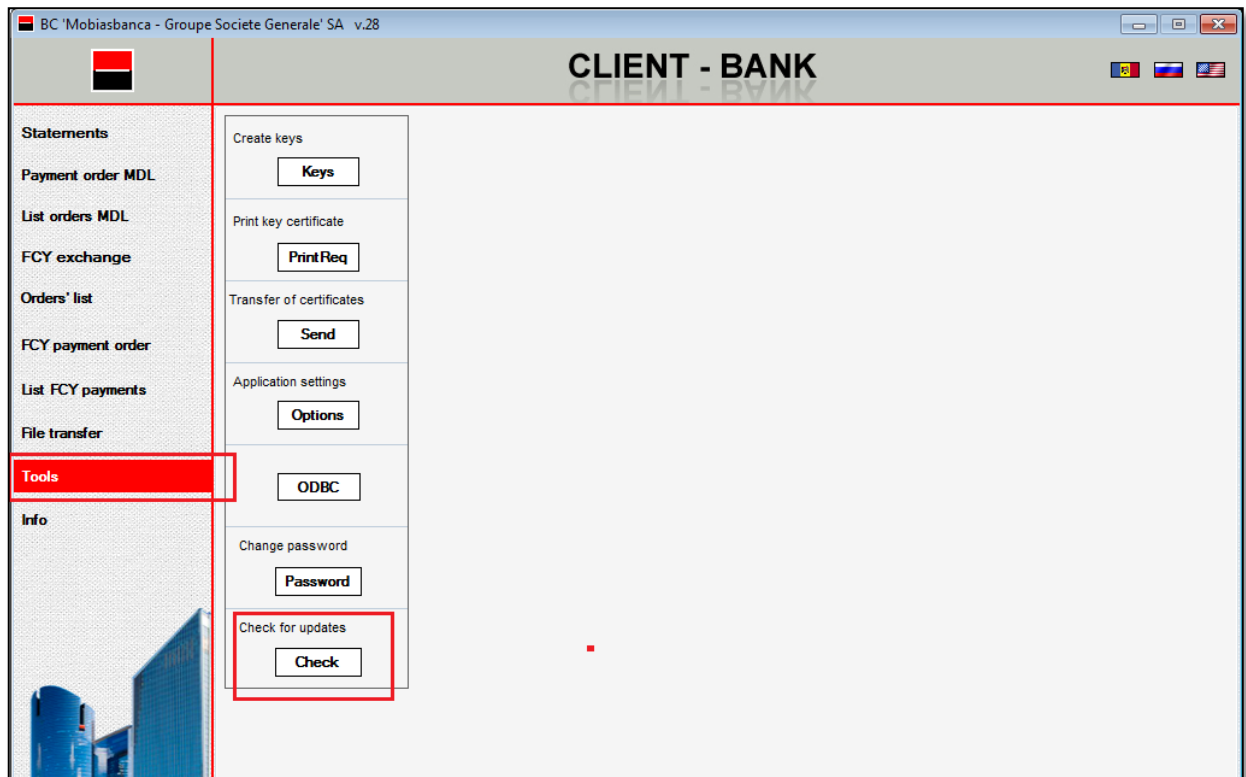 BC 'Mobiasbanca - Groupe Societe Generale' SA v.28
CLIENT - BANK
Statements
Payment order MDL
List orders MDL
FCY exchange
Orders' list
FCY payment order
List FCY payments
File transfer
Tools
Info
Create keys
Keys
Print key certificate
PrintReq
Transfer of certificates
Send
Application settings
Options
ODBC
Change password
Password
Check for updates
Check